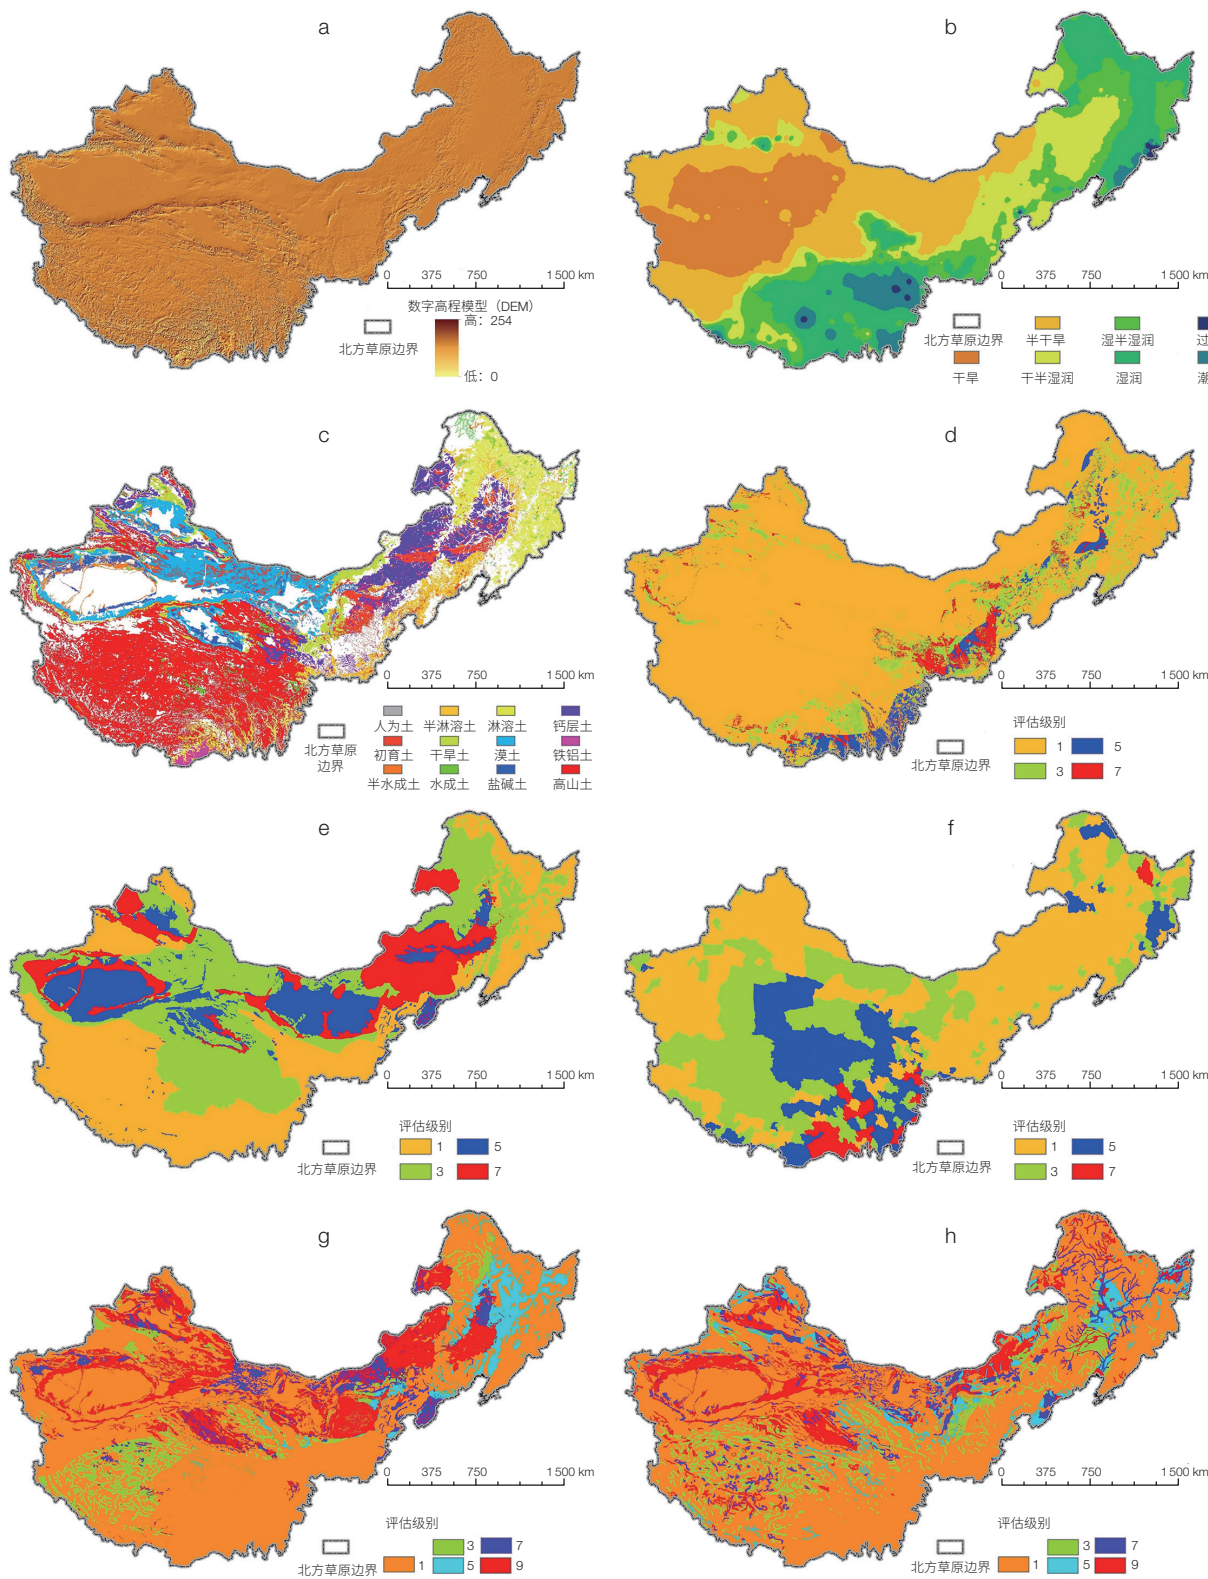 a
0 375 750 1 500 km
数字高程模型（DEM）
高：254
低：0
北方草原边界
b
0 375 750 1 500 km
北方草原边界 半干旱 湿半湿润 过
干旱 干半湿润 湿润 潮
c
0 375 750 1 500 km
人为土 半淋溶土 淋溶土 钙层土
初育土 干旱土 漠土 铁铝土
半水成土 水成土 盐碱土 高山土
北方草原
边界
d
0 375 750 1 500 km
评估级别
1 5
3 7
北方草原边界
e
0 375 750 1 500 km
评估级别
1 5
3 7
北方草原边界
f
0 375 750 1 500 km
评估级别
1 5
3 7
北方草原边界
g
0 375 750 1 500 km
评估级别
3 7
1 5 9
北方草原边界
h
0 375 750 1 500 km
评估级别
3 7
1 5 9
北方草原边界